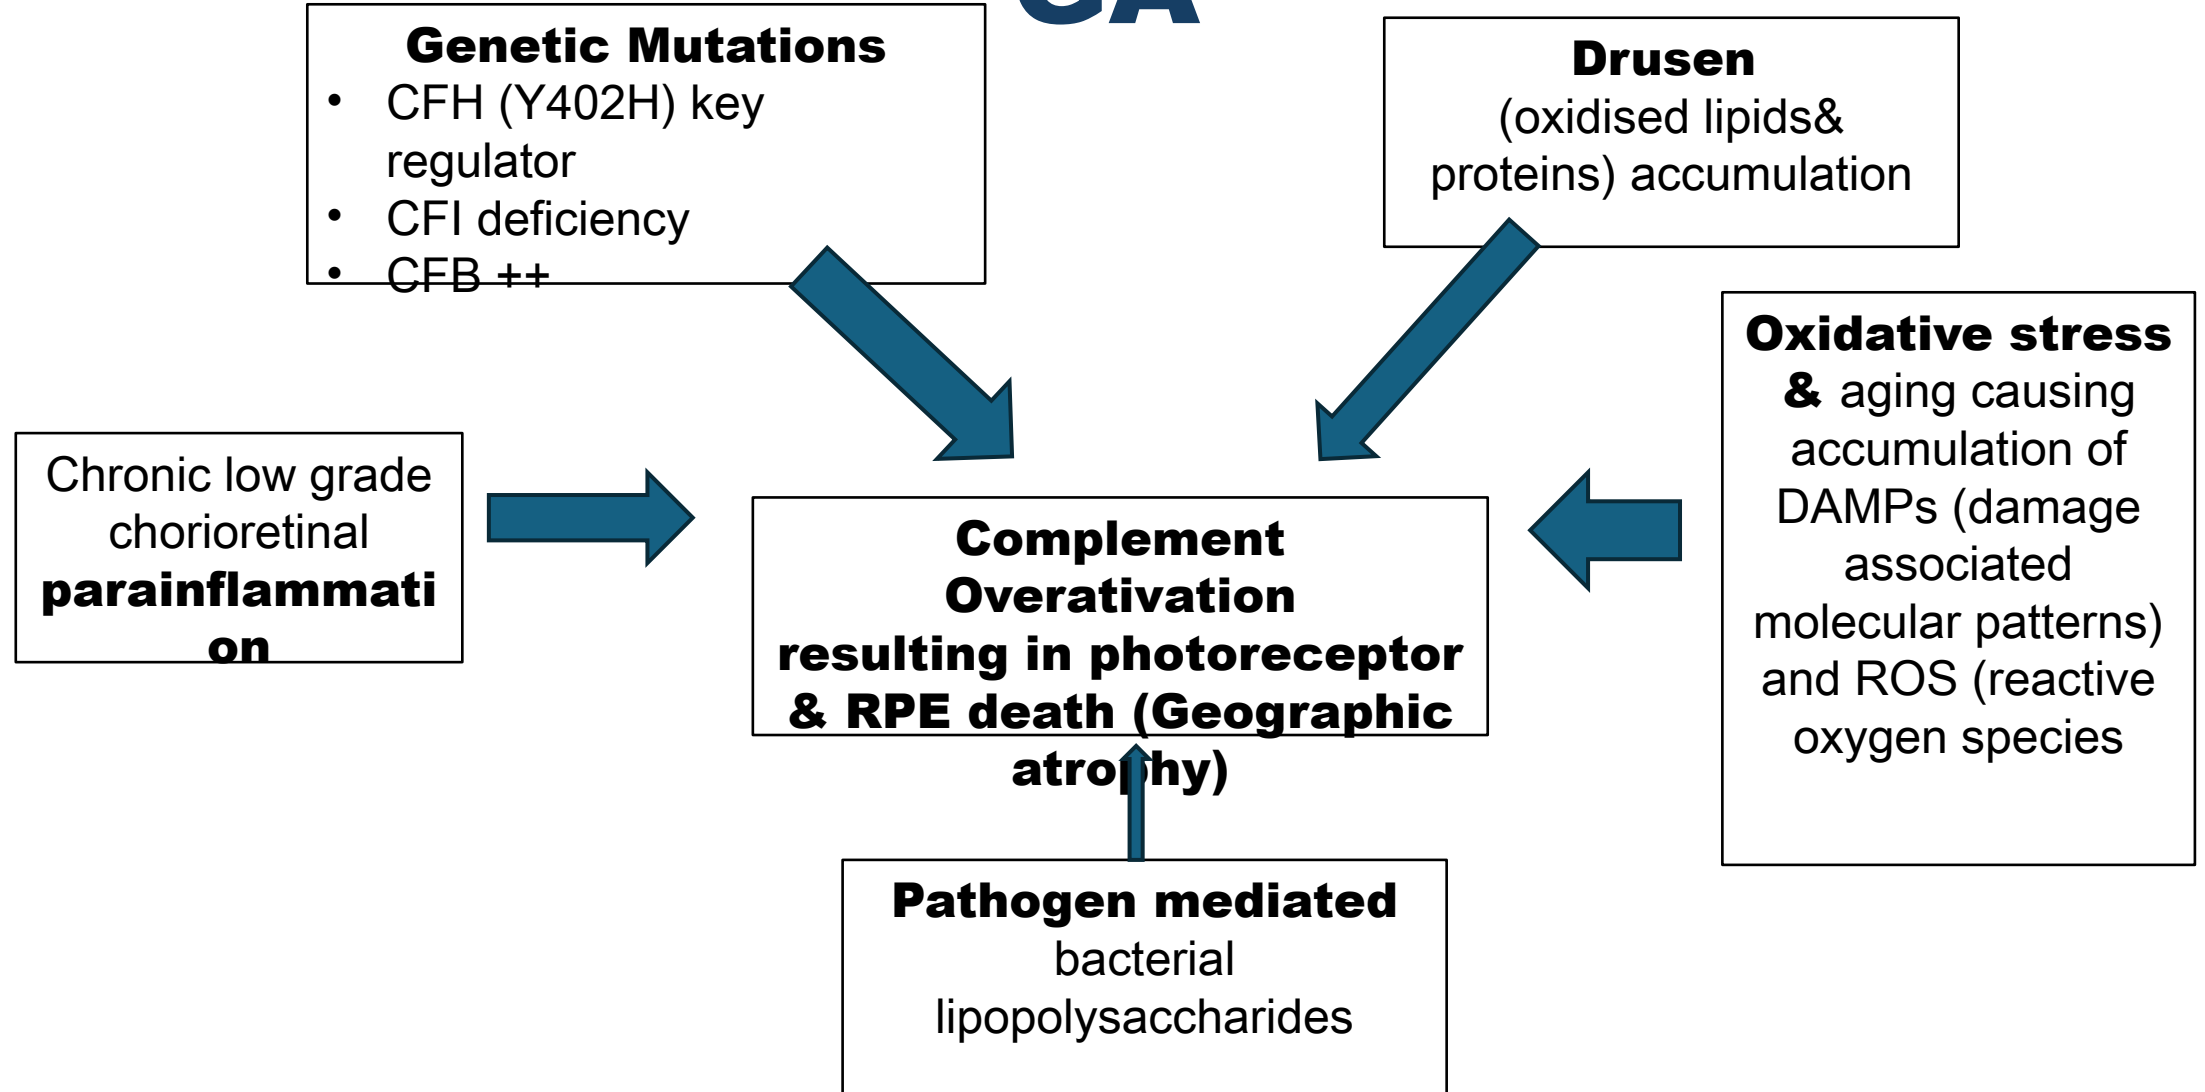 GA
Genetic Mutations
• CFH (Y402H) key
regulator
• CFI deficiency
• CFB ++
Drusen
(oxidised lipids&
proteins) accumulation
Oxidative stress
& aging causing
accumulation of
DAMPs (damage
associated
molecular patterns)
and ROS (reactive
oxygen species
Chronic low grade
chorioretinal
parainflammati
on
Complement
Overativation
resulting in photoreceptor
& RPE death (Geographic
atrophy)
Pathogen mediated
bacterial
lipopolysaccharides